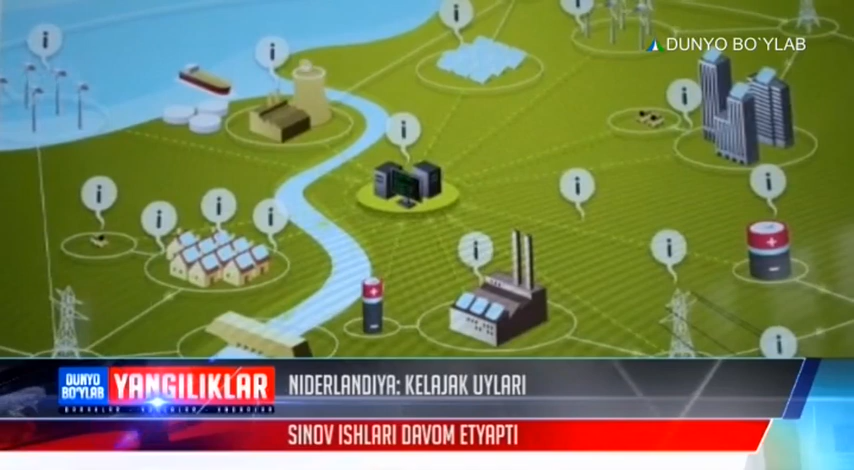 DUNYO BO`YLAB
DUNYO
BO'YLAB
YANGILIKLAR
NIDERLANDIYA: KELAJAK UYLARI
SINOV ISHLARI DAVOM ETYAPTI